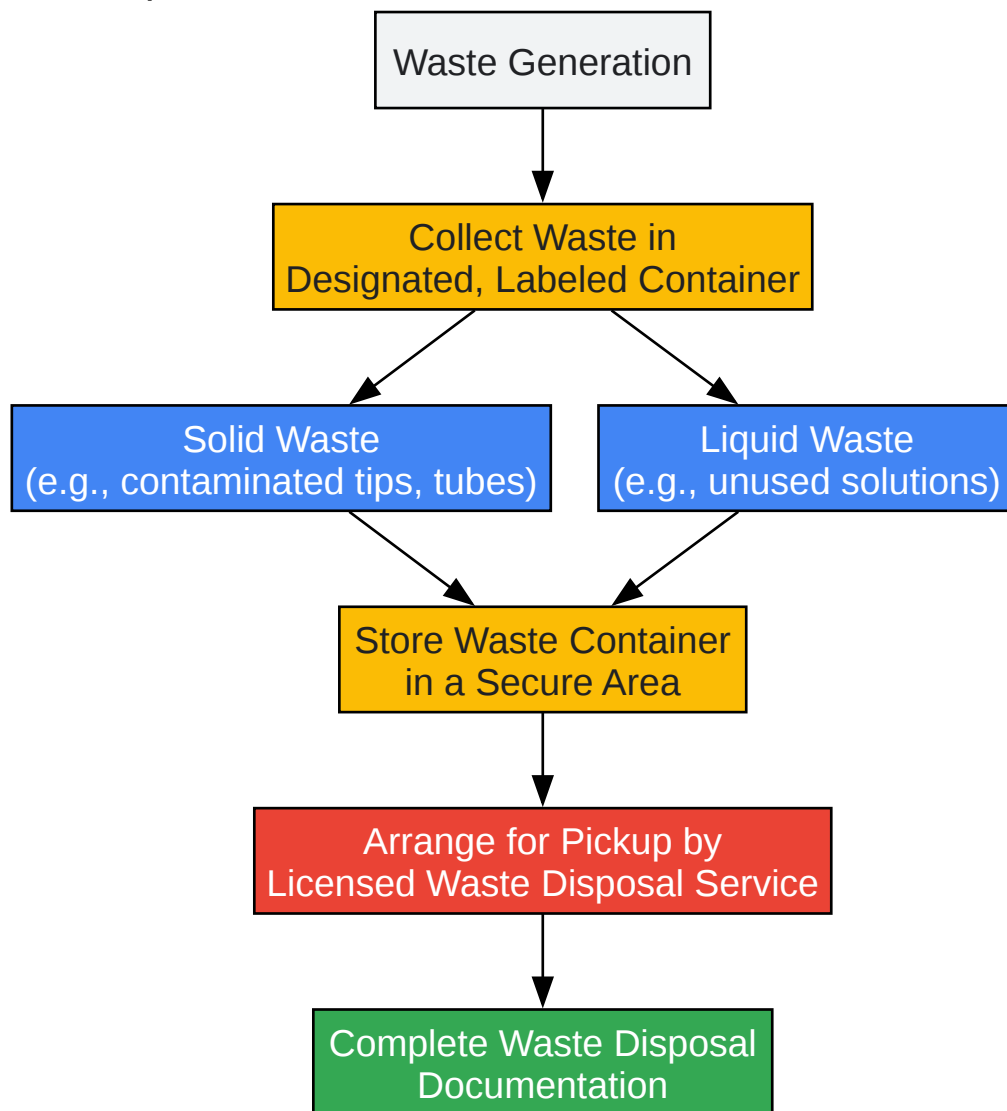 Waste Generation
Collect Waste in
Designated, Labeled Container
Solid Waste
(e.g., contaminated tips, tubes)
Liquid Waste
(e.g., unused solutions)
Store Waste Container
in a Secure Area
Arrange for Pickup by
Licensed Waste Disposal Service
Complete Waste Disposal
Documentation